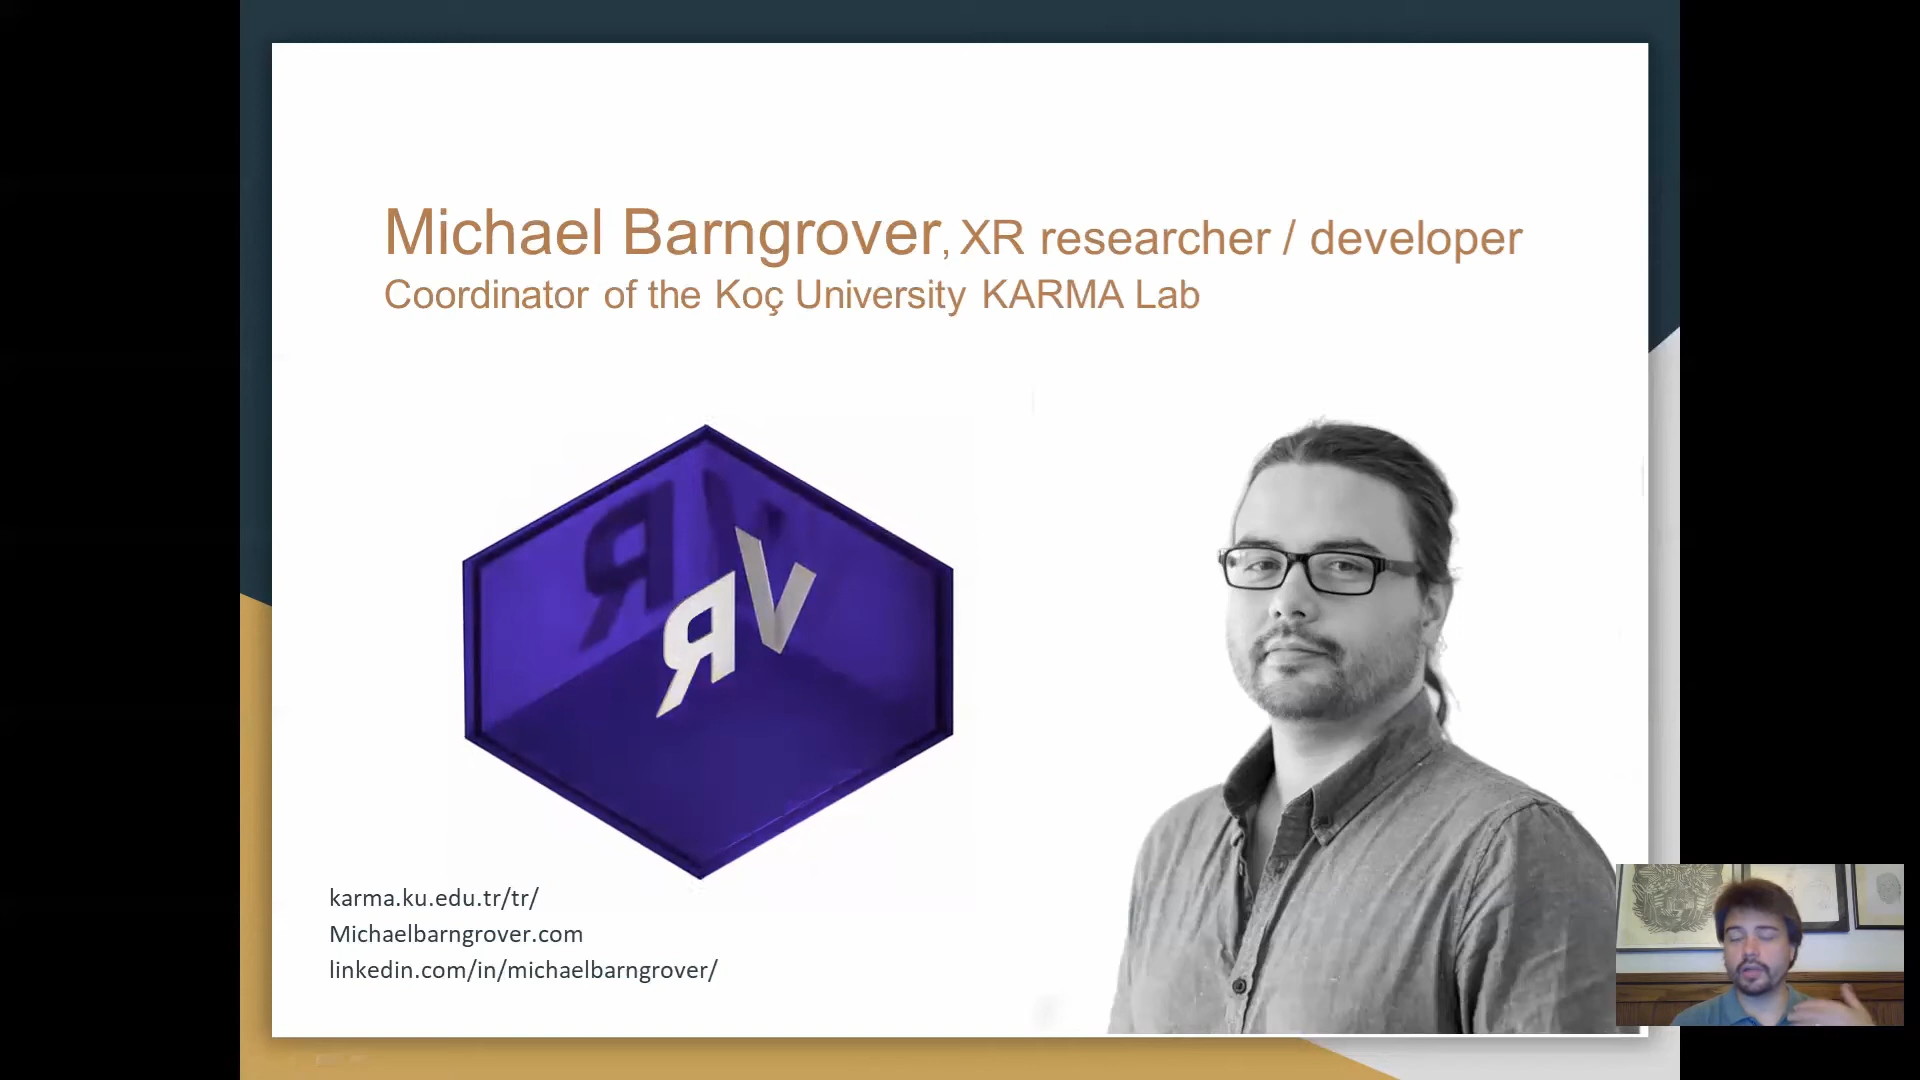 Michael Barngrover, XR researcher / developer
Coordinator of the Koç University KARMA Lab
VR
karma.ku.edu.tr/tr/
Michaelbarngrover.com
linkedin.com/in/michaelbarngrover/